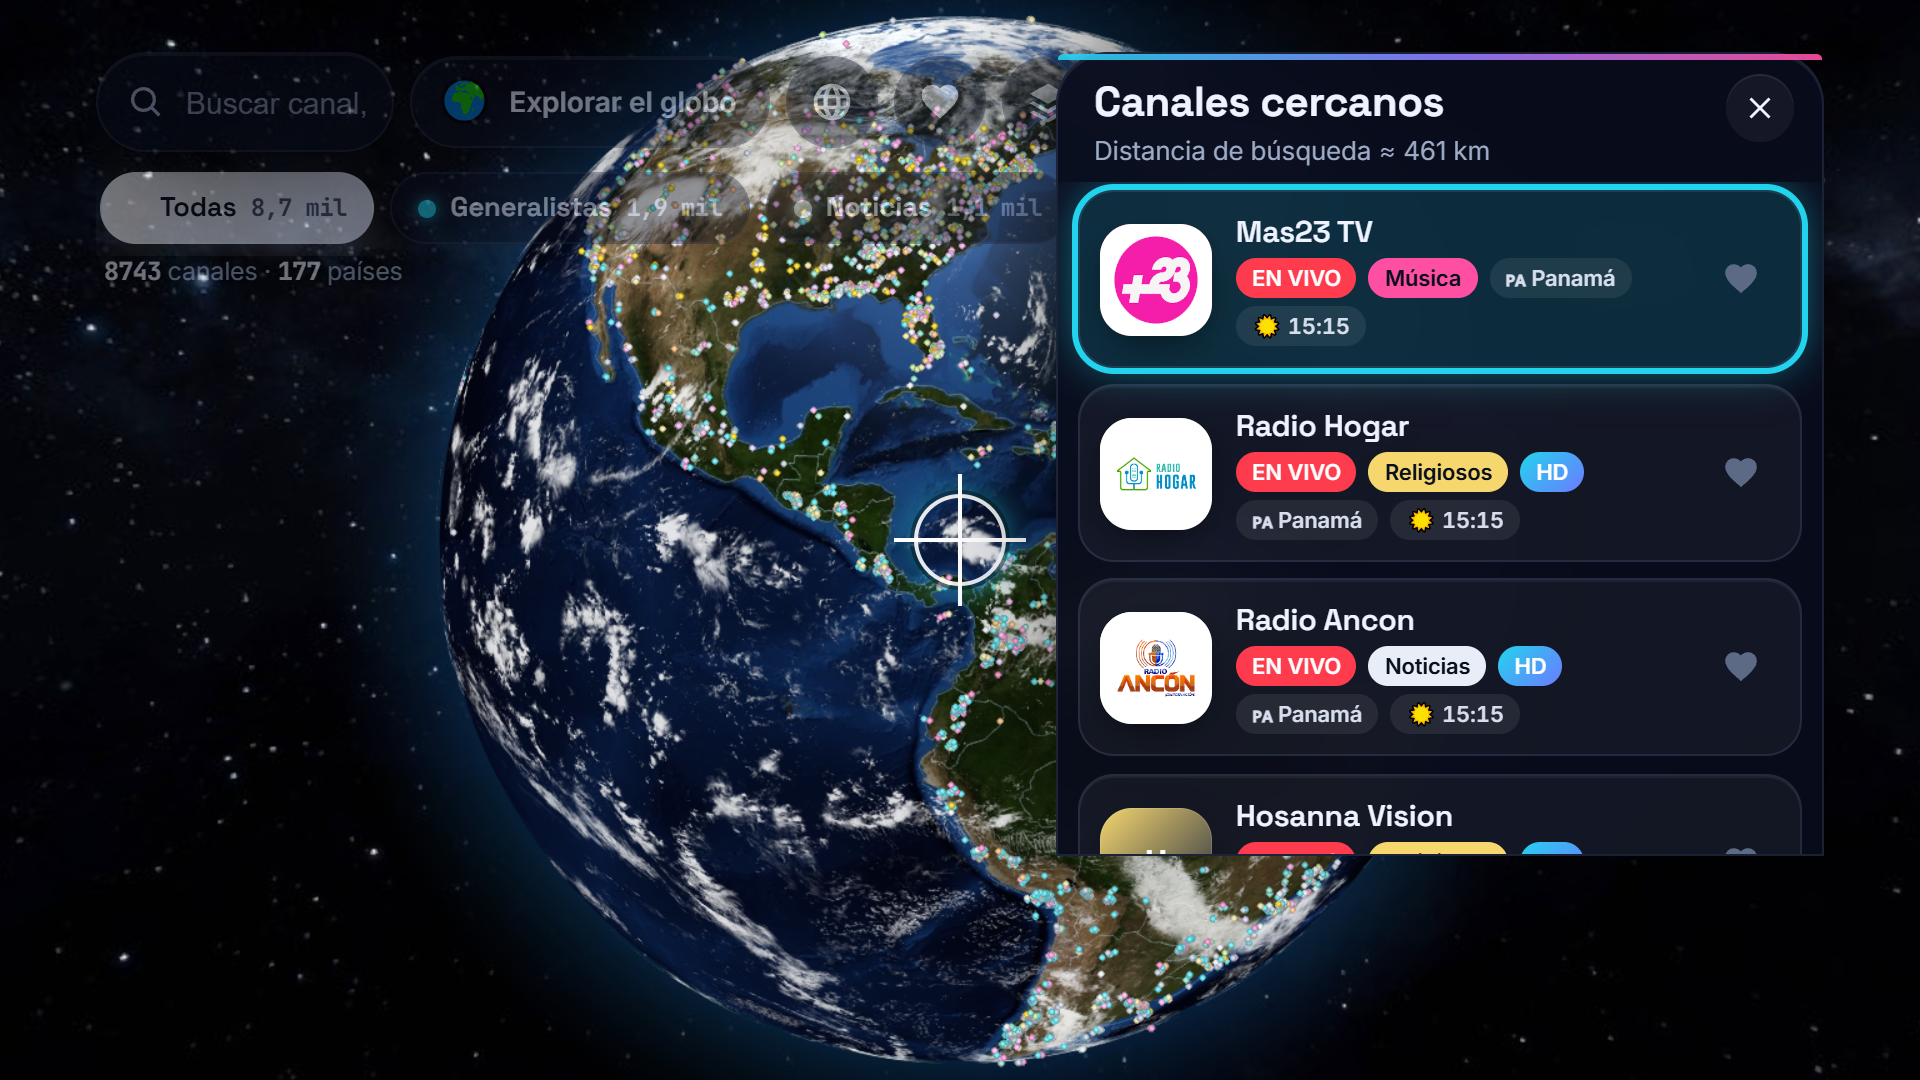 Buscar canal,
Explorar el globo
Todas 8,7 mil
Generalistas 1,9 mil
Noticias 1,1 mil
8743 canales · 177 países
Canales cercanos
Distancia de búsqueda ≈ 461 km
+23
Mas23 TV
EN VIVO Música PA Panamá
15:15
RADIO HOGAR
Radio Hogar
EN VIVO Religiosos HD
PA Panamá 15:15
RADIO ANCÓN
Radio Ancon
EN VIVO Noticias HD
PA Panamá 15:15
Hosanna Vision